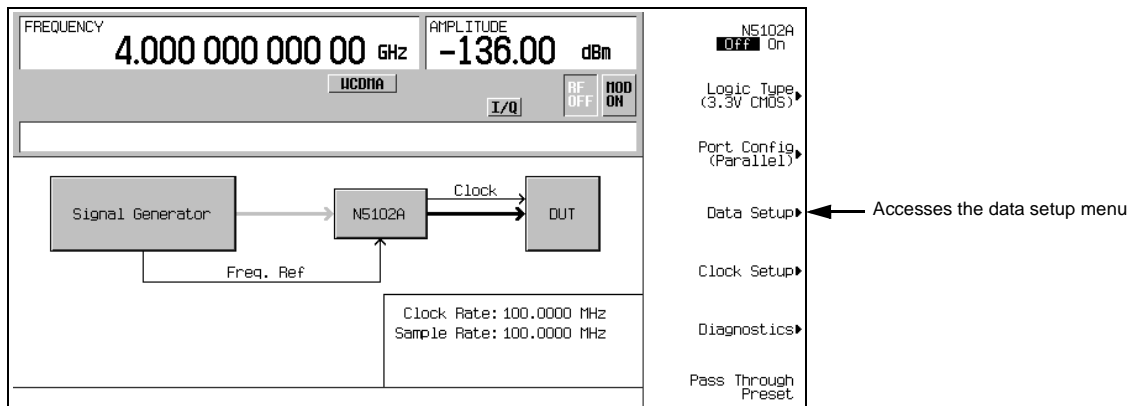 FREQUENCY
4.000 000 000 00 GHz
AMPLITUDE
-136.00 dBm
WCDMA
I/Q
RF
OFF
MOD
ON
Signal Generator
N5102A
Clock
DUT
Freq. Ref
Clock Rate: 100.0000 MHz
Sample Rate: 100.0000 MHz
N5102A
Off On
Logic Type
(3.3V CMOS)
Port Config
(Parallel)
Data Setup
Clock Setup
Diagnostics
Pass Through
Preset
Accesses the data setup menu